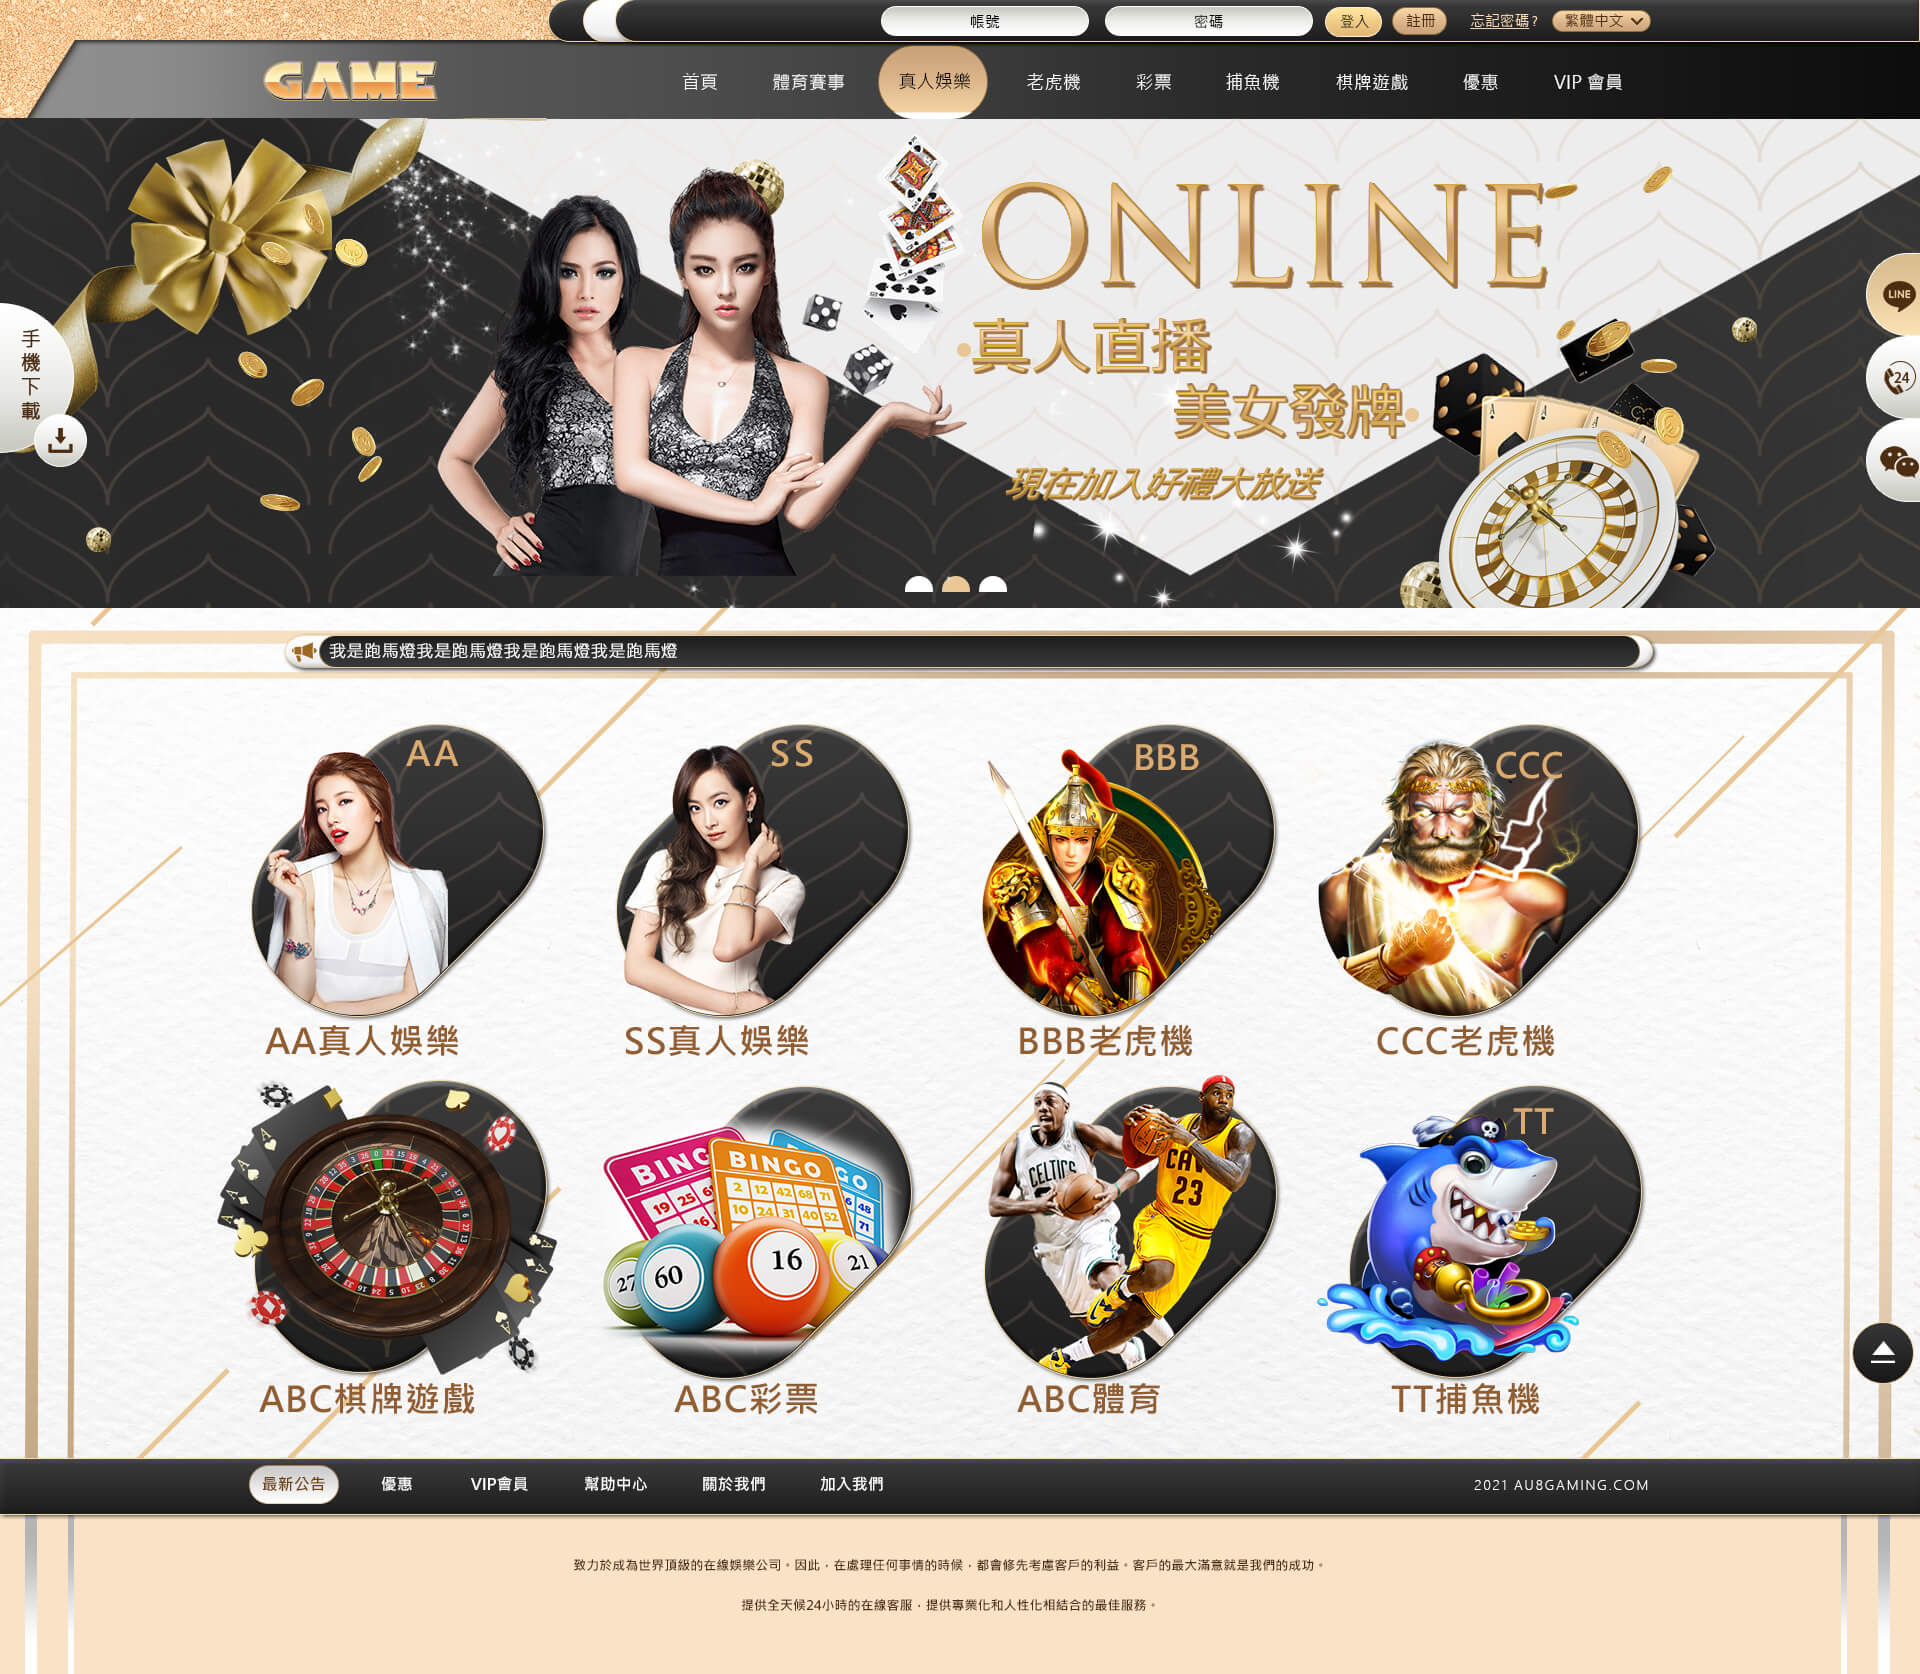 帳號 密碼 登入 註冊 忘記密碼? 繁體中文
GAME 首頁 體育賽事 真人娛樂 老虎機 彩票 捕魚機 棋牌遊戲 優惠 VIP 會員
ONLINE
真人直播
美女發牌
現在加入好禮大放送
手機下載
LINE
24
我是跑馬燈我是跑馬燈我是跑馬燈我是跑馬燈
AA SS BBB CCC
AA真人娛樂 SS真人娛樂 BBB老虎機 CCC老虎機
BINGO BINGO
2 12 42 68 71
10 24 31 40 52
19 25
16
48
71
27 60 16 21
CELTICS
CAV
23
TT
ABC棋牌遊戲 ABC彩票 ABC體育 TT捕魚機
最新公告 優惠 VIP會員 幫助中心 關於我們 加入我們 2021 AU8GAMING.COM
致力於成為世界頂級的在線娛樂公司。因此，在處理任何事情的時候，都會修先考慮客戶的利益。客戶的最大滿意就是我們的成功。
提供全天候24小時的在線客服，提供專業化和人性化相結合的最佳服務。